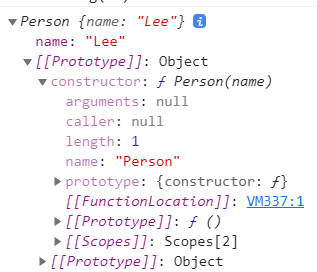 Person {name: "Lee"} i
name: "Lee"
[[Prototype]]: Object
constructor: ƒ Person(name)
arguments: null
caller: null
length: 1
name: "Person"
prototype: {constructor: ƒ}
[[FunctionLocation]]: VM337:1
[[Prototype]]: ƒ ()
[[Scopes]]: Scopes[2]
[[Prototype]]: Object